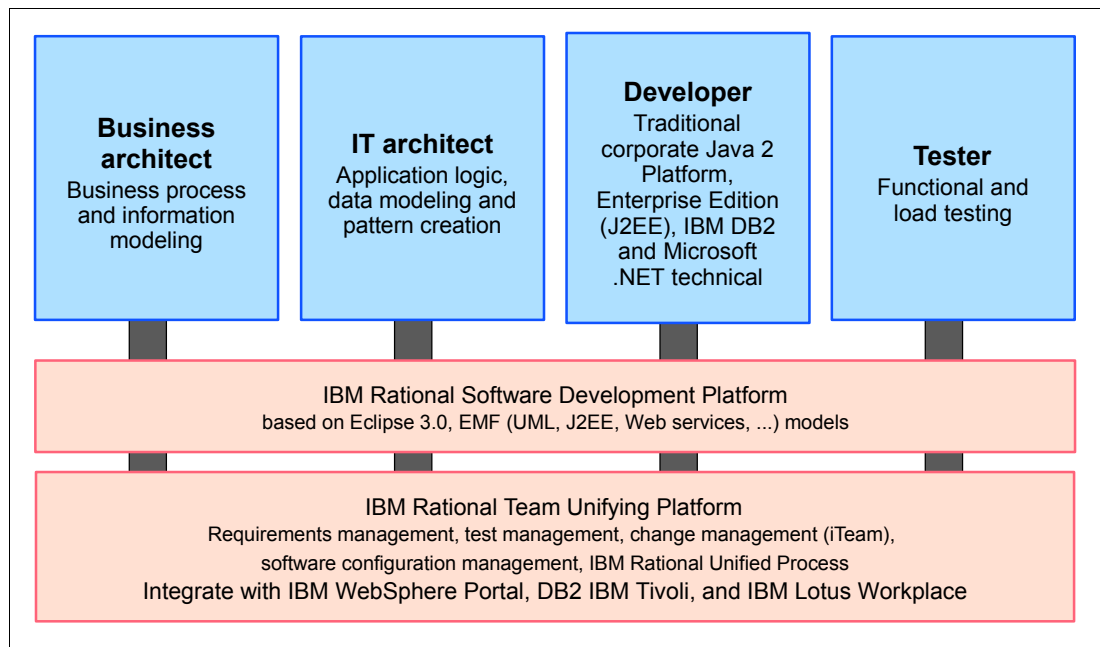 Business
architect
Business process
and information
modeling
IT architect
Application logic,
data modeling and
pattern creation
Developer
Traditional
corporate Java 2
Platform,
Enterprise Edition
(J2EE), IBM DB2
and Microsoft
.NET technical
Tester
Functional and
load testing
IBM Rational Software Development Platform
based on Eclipse 3.0, EMF (UML, J2EE, Web services, ...) models
IBM Rational Team Unifying Platform
Requirements management, test management, change management (iTeam),
software configuration management, IBM Rational Unified Process
Integrate with IBM WebSphere Portal, DB2 IBM Tivoli, and IBM Lotus Workplace